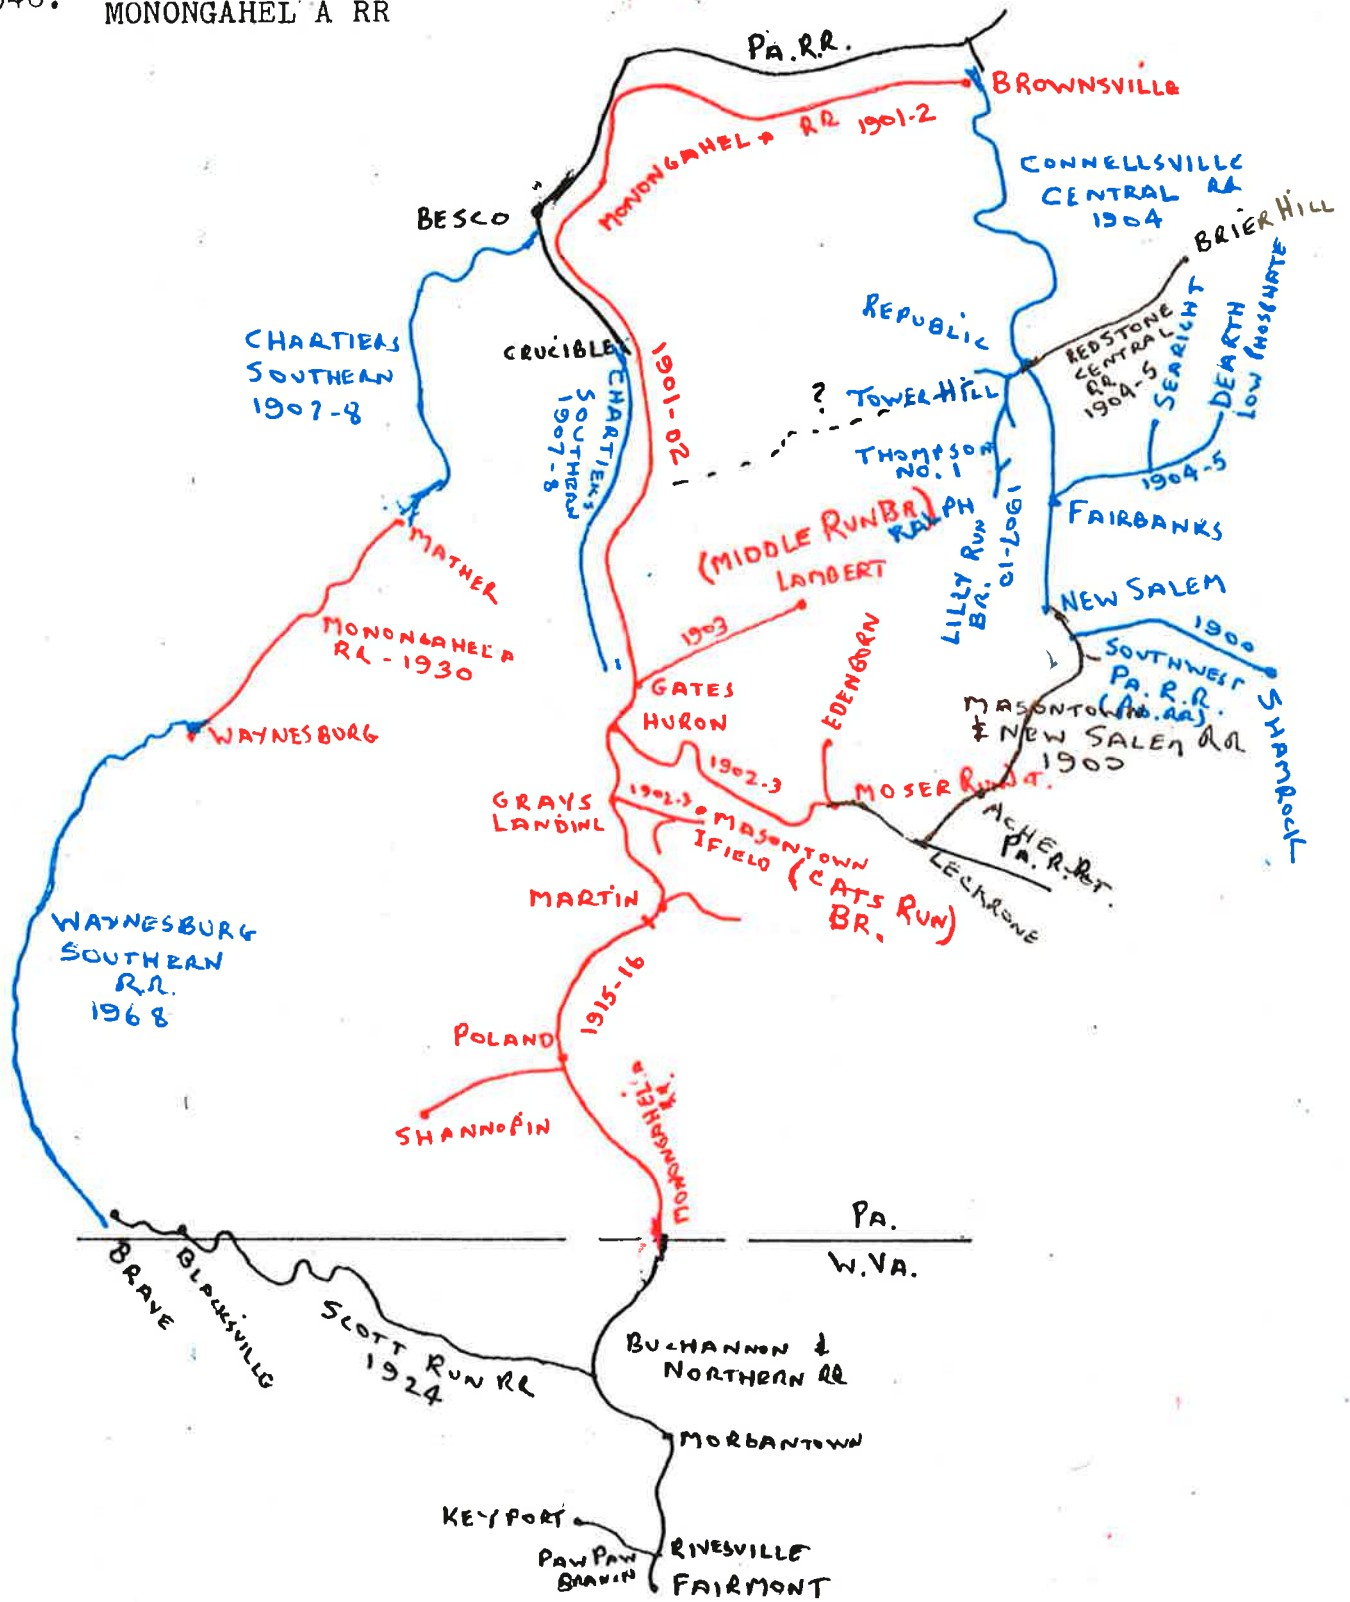 MONONGAHEL A RR
PA. R.R.
BROWNSVILLE
MONONGAHELA RR 1901-2
CONNELLSVILLE
CENTRAL RR
1904
BESCO
BRIER HILL
REPUBLIC
CHARTIERS
SOUTHERN
1907-8
CRUCIBLE
1901-02
CHARTIERS
SOUTHERN
1907-8
REDSTONE
CENTRAL
RR
1904-5
SEARIGHT
DEARTH
LOW PHOSPHATE
?
TOWER HILL
THOMPSON
NO. 1
1904-5
RALPH
LILLY RUN
BR.
1907-10
FAIRBANKS
(MIDDLE RUN BR)
LAMBERT
MATHER
1903
NEW SALEM
1900
SHAMROCK
MONONGAHELA
RR - 1930
EDENBORN
SOUTHWEST
PA. R.R.
(PA.RR)
GATES
HURON
MASONTOWN
& NEW SALEM RR
1900
WAYNESBURG
1902-3
MOSER RUN JCT.
GRAYS
LANDING
1902-3
MASONTOWN
IFIELD (CATS RUN)
BR.
ACHE
PA. R.R.
LECKRONE
MARTIN
WAYNESBURG
SOUTHERN
R.R.
1968
1915-16
POLAND
MONONGAHELA
RR.
SHANNOPIN
PA.
W.VA.
BRAVE
BLACKSVILLE
SCOTT RUN RR
1924
BUCHANNON &
NORTHERN RR
MORGANTOWN
KEYPORT
PAW PAW
BRANCH
RIVESVILLE
FAIRMONT